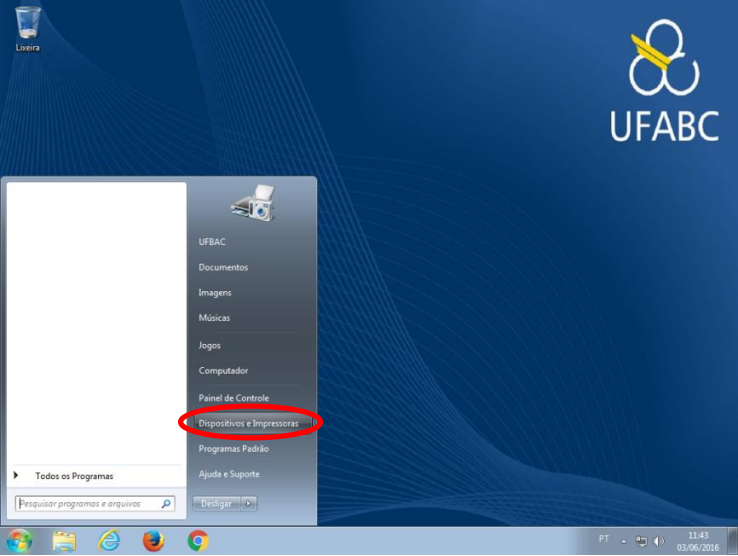 Lixeira
UFABC
UFBAC
Documentos
Imagens
Músicas
Jogos
Computador
Painel de Controle
Dispositivos e Impressoras
Programas Padrão
Ajuda e Suporte
Todos os Programas
Pesquisar programas e arquivos
Desligar
PT
11:43
03/06/2016